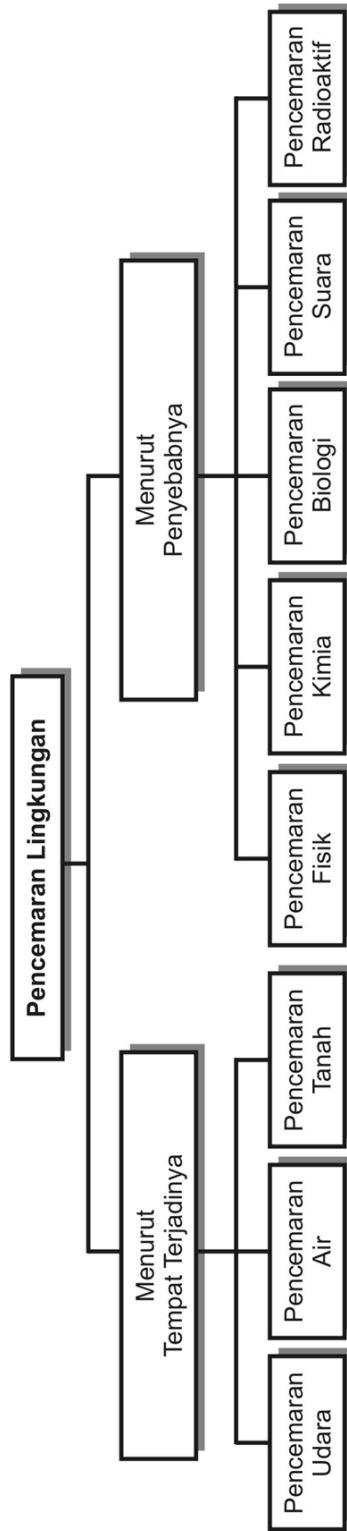 Pencemaran Lingkungan
Menurut
Tempat Terjadinya
Menurut
Penyebabnya
Pencemaran
Udara
Pencemaran
Air
Pencemaran
Tanah
Pencemaran
Fisik
Pencemaran
Kimia
Pencemaran
Biologi
Pencemaran
Suara
Pencemaran
Radioaktif